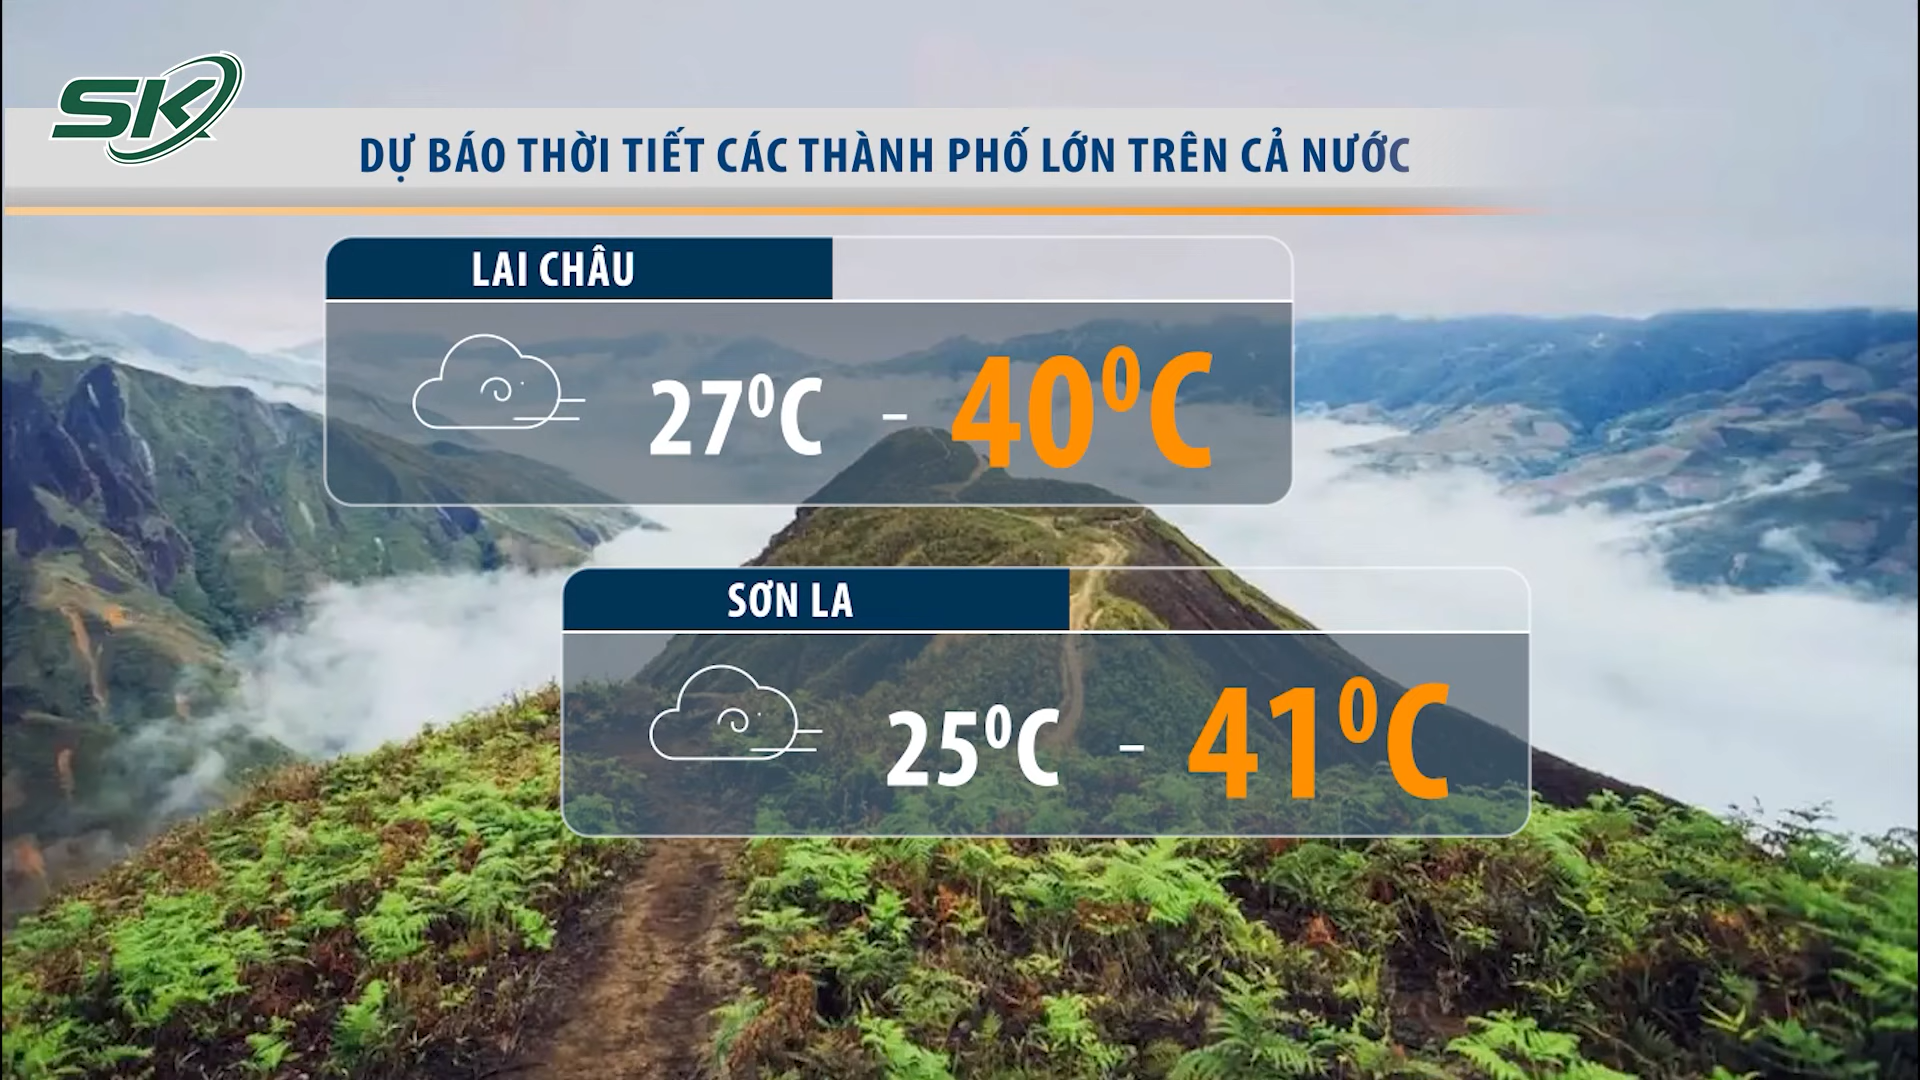 SK
DỰ BÁO THỜI TIẾT CÁC THÀNH PHỐ LỚN TRÊN CẢ NƯỚC
LAI CHÂU
27⁰C - 40⁰C
SƠN LA
25⁰C - 41⁰C